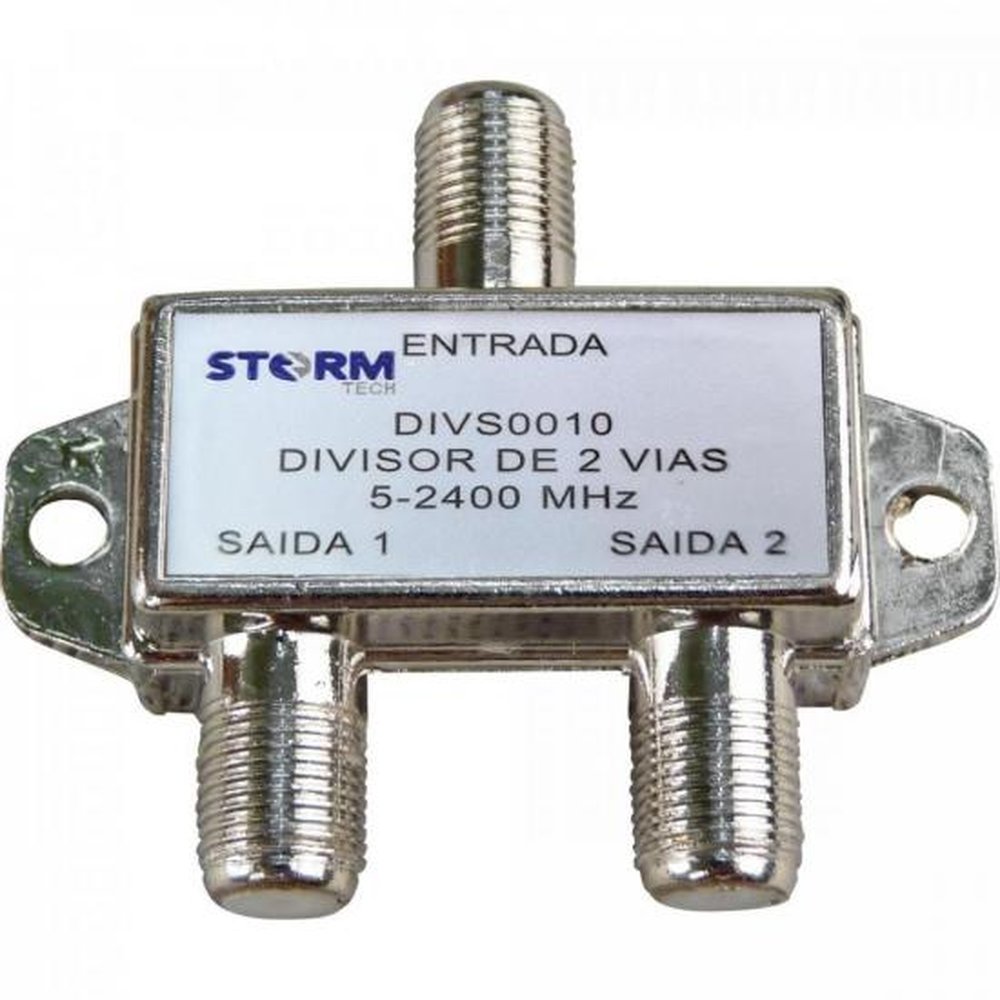 ENTRADA
STORM
TECH
DIVS0010
DIVISOR DE 2 VIAS
5-2400 MHz
SAIDA 1 SAIDA 2